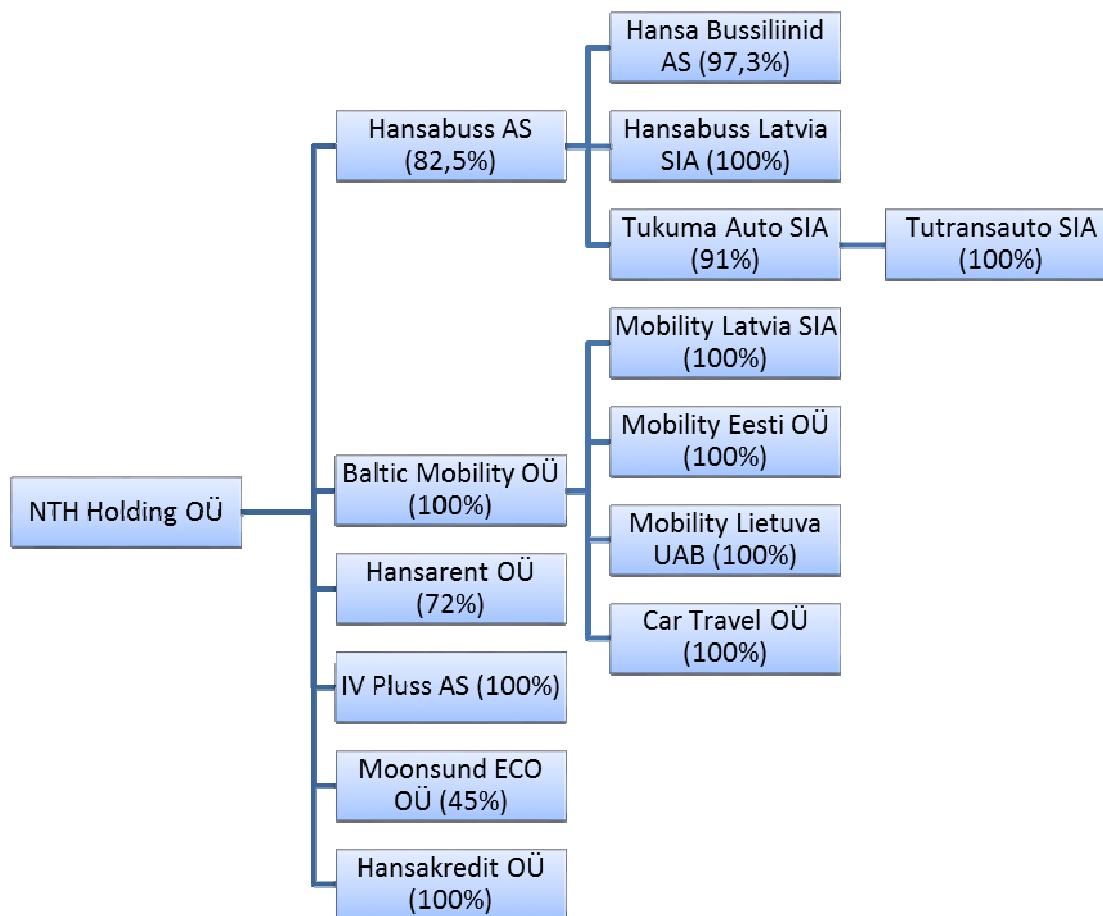 NTH Holding OÜ
Hansabuss AS
(82,5%)
Hansa Bussiliinid
AS (97,3%)
Hansabuss Latvia
SIA (100%)
Tukuma Auto SIA
(91%)
Tutransauto SIA
(100%)
Baltic Mobility OÜ
(100%)
Mobility Latvia SIA
(100%)
Mobility Eesti OÜ
(100%)
Mobility Lietuva
UAB (100%)
Car Travel OÜ
(100%)
Hansarent OÜ
(72%)
IV Pluss AS (100%)
Moonsund ECO
OÜ (45%)
Hansakredit OÜ
(100%)